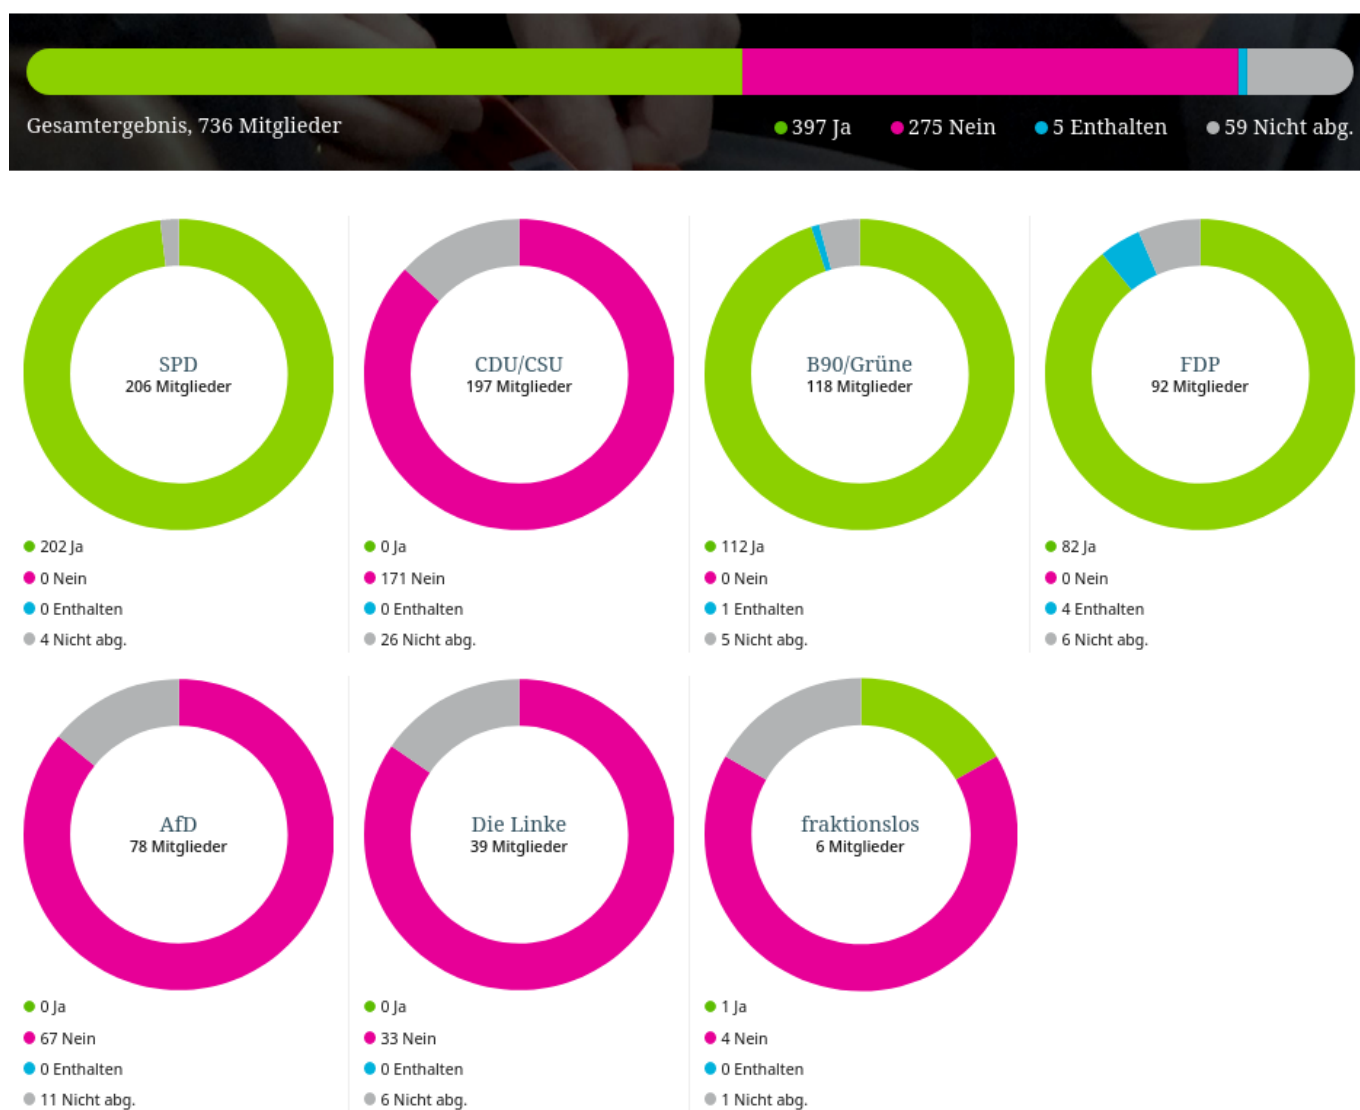 Gesamtergebnis, 736 Mitglieder
397 Ja
275 Nein
5 Enthalten
59 Nicht abg.
SPD
206 Mitglieder
202 Ja
0 Nein
0 Enthalten
4 Nicht abg.
CDU/CSU
197 Mitglieder
0 Ja
171 Nein
0 Enthalten
26 Nicht abg.
B90/Grüne
118 Mitglieder
112 Ja
0 Nein
1 Enthalten
5 Nicht abg.
FDP
92 Mitglieder
82 Ja
0 Nein
4 Enthalten
6 Nicht abg.
AfD
78 Mitglieder
0 Ja
67 Nein
0 Enthalten
11 Nicht abg.
Die Linke
39 Mitglieder
0 Ja
33 Nein
0 Enthalten
6 Nicht abg.
fraktionslos
6 Mitglieder
1 Ja
4 Nein
0 Enthalten
1 Nicht abg.